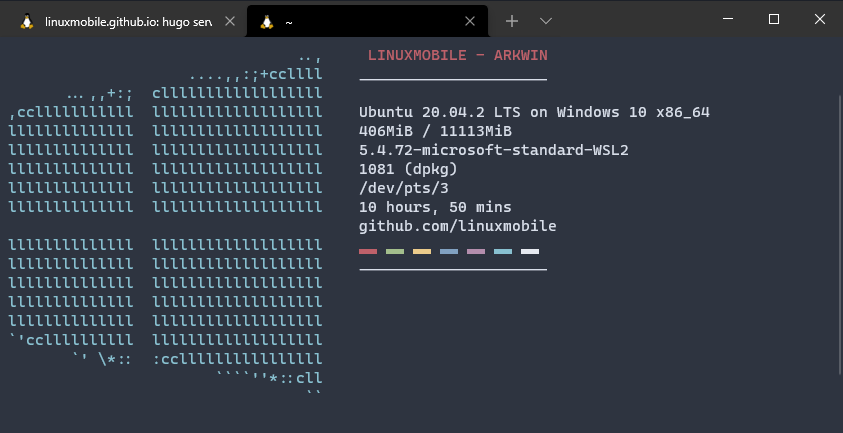 linuxmobile.github.io: hugo serv
~
..,
....,,:;+ccllll
...,,+:;  cllllllllllllllllll
,cclllllllllll  lllllllllllllllllll
llllllllllllll  lllllllllllllllllll
llllllllllllll  lllllllllllllllllll
llllllllllllll  lllllllllllllllllll
llllllllllllll  lllllllllllllllllll
llllllllllllll  lllllllllllllllllll
llllllllllllll  lllllllllllllllllll
llllllllllllll  lllllllllllllllllll
llllllllllllll  lllllllllllllllllll
llllllllllllll  lllllllllllllllllll
llllllllllllll  lllllllllllllllllll
`'ccllllllllll  lllllllllllllllllll
`' \*::  :ccllllllllllllllll
````''*::cll
``
LINUXMOBILE - ARKWIN
Ubuntu 20.04.2 LTS on Windows 10 x86_64
406MiB / 11113MiB
5.4.72-microsoft-standard-WSL2
1081 (dpkg)
/dev/pts/3
10 hours, 50 mins
github.com/linuxmobile